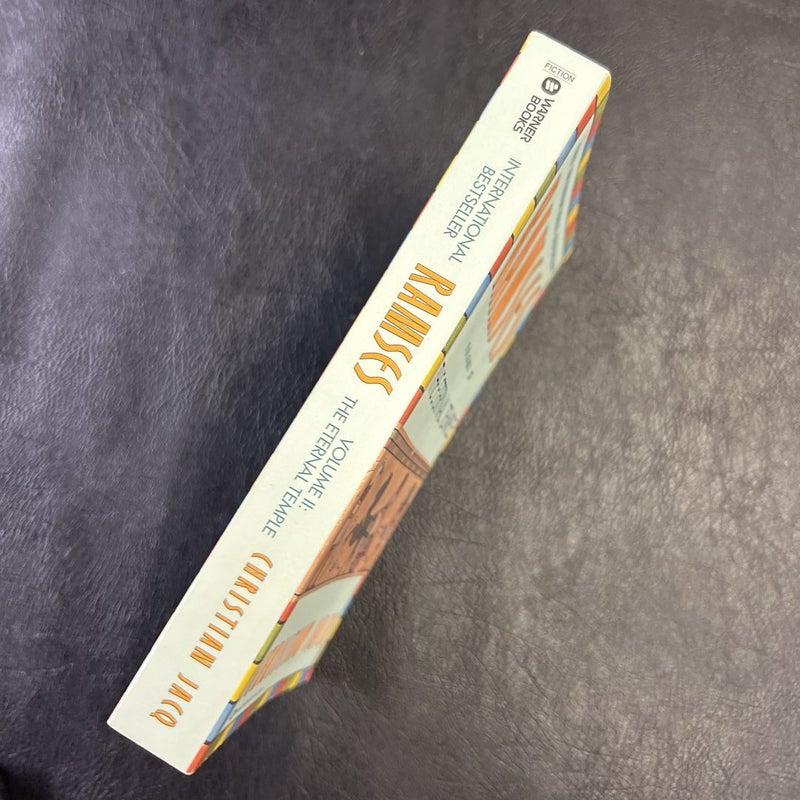 FICTION
WARNER
BOOKS
INTERNATIONAL
BESTSELLER
RAMSES
VOLUME II:
THE ETERNAL TEMPLE
CHRISTIAN JACQ